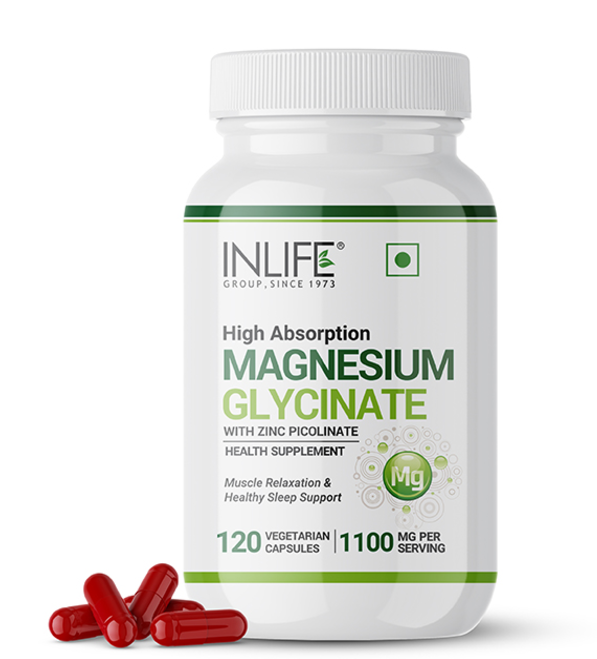 INLIFE®
GROUP, SINCE 1973
High Absorption
MAGNESIUM
GLYCINATE
WITH ZINC PICOLINATE
HEALTH SUPPLEMENT
Mg
Muscle Relaxation &
Healthy Sleep Support
120 VEGETARIAN CAPSULES | 1100 MG PER SERVING